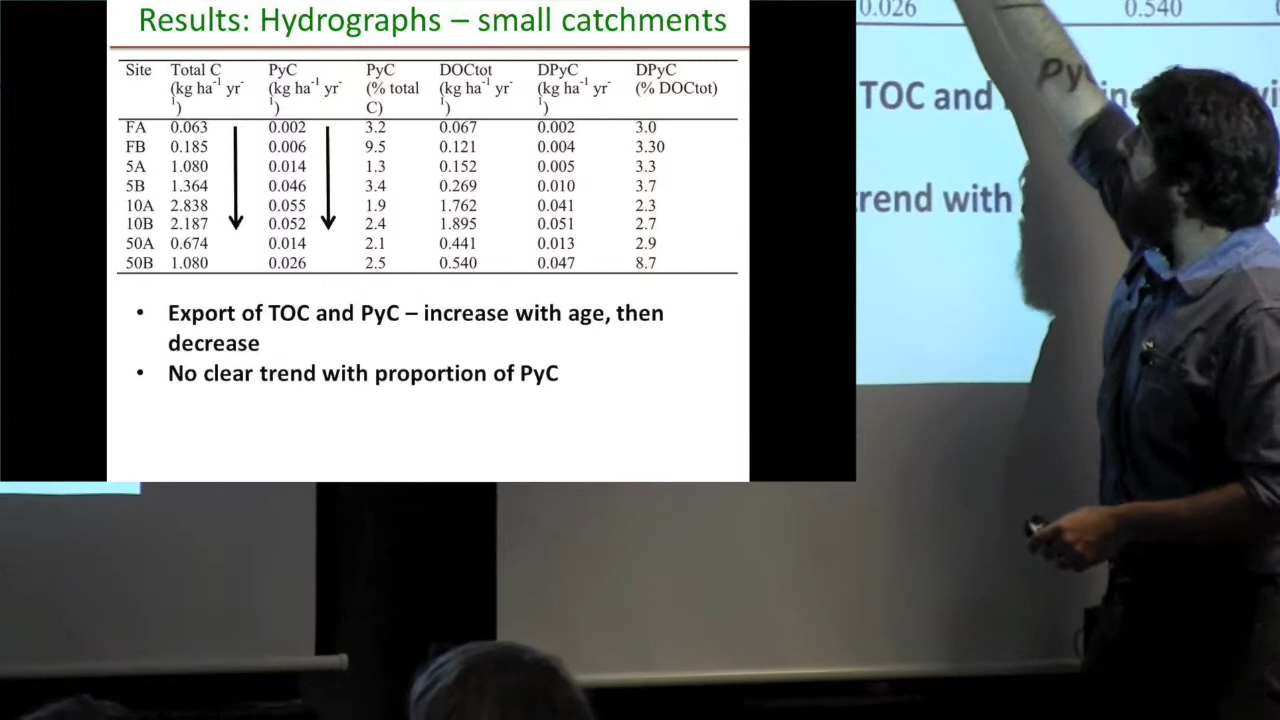 Results: Hydrographs – small catchments
Site Total C PyC PyC DOCtot DPyC DPyC
(kg ha⁻¹ yr⁻ (kg ha⁻¹ yr⁻ (% total (kg ha⁻¹ yr⁻ (kg ha⁻¹ yr⁻ (% DOCtot)
¹) ¹) C) ¹) ¹)
FA 0.063 0.002 3.2 0.067 0.002 3.0
FB 0.185 0.006 9.5 0.121 0.004 3.30
5A 1.080 0.014 1.3 0.152 0.005 3.3
5B 1.364 0.046 3.4 0.269 0.010 3.7
10A 2.838 0.055 1.9 1.762 0.041 2.3
10B 2.187 0.052 2.4 1.895 0.051 2.7
50A 0.674 0.014 2.1 0.441 0.013 2.9
50B 1.080 0.026 2.5 0.540 0.047 8.7
• Export of TOC and PyC – increase with age, then
decrease
• No clear trend with proportion of PyC
0.026 0.540
TOC and Py
trend with